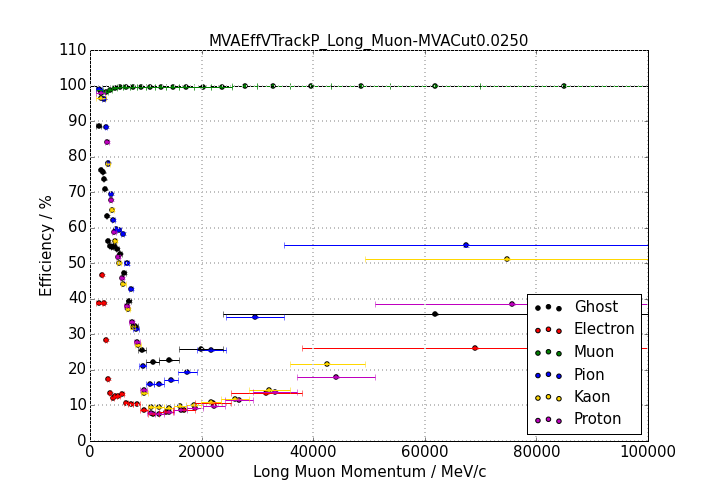 MVAEffVTrackP_Long_Muon-MVACut0.0250
110
100
90
80
70
60
50
40
30
20
10
0
Efficiency / %
Ghost
Electron
Muon
Pion
Kaon
Proton
0 20000 40000 60000 80000 100000
Long Muon Momentum / MeV/c